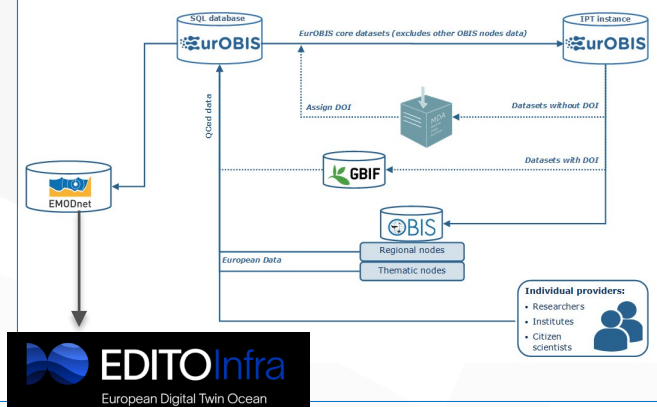 SQL database
EurOBIS
EurOBIS core datasets (excludes other OBIS nodes data)
IPT instance
EurOBIS
QCed data
Assign DOI
MDA
Datasets without DOI
GBIF
Datasets with DOI
EMODnet
OBIS
Regional nodes
European Data
Thematic nodes
Individual providers:
• Researchers
• Institutes
• Citizen
scientists
EDITOInfra
European Digital Twin Ocean